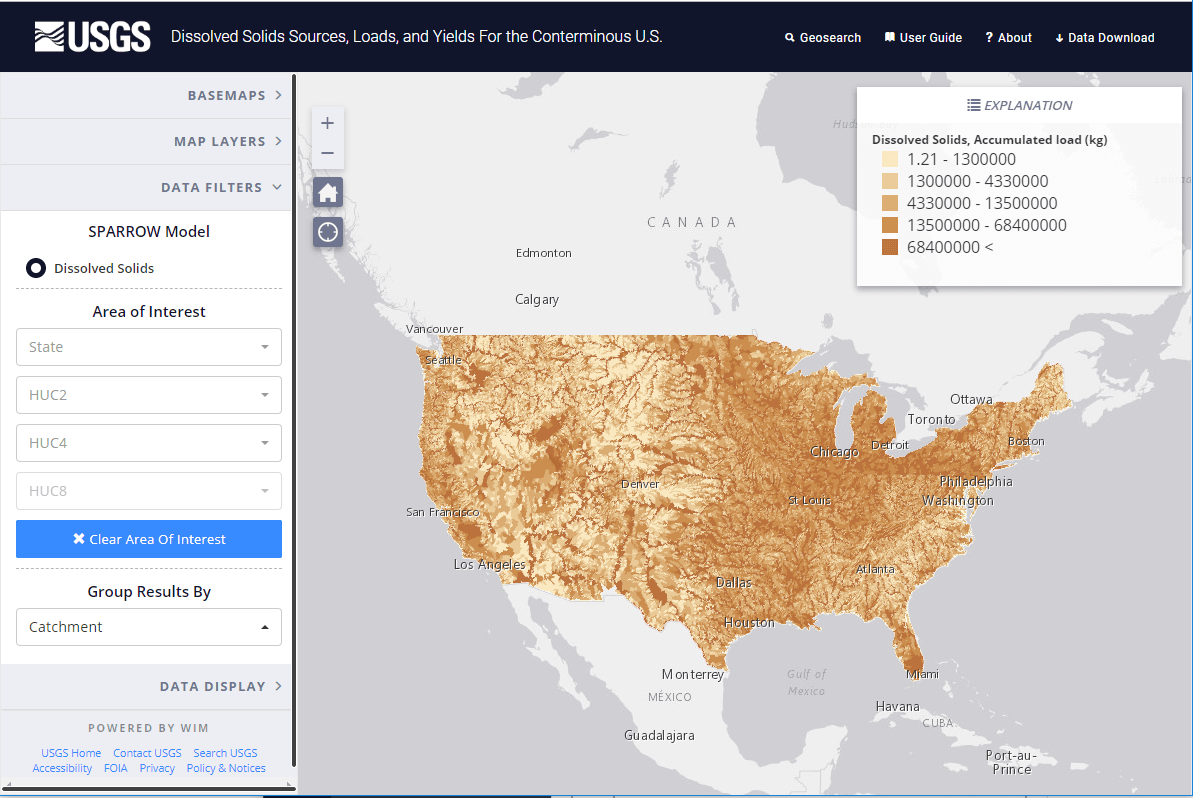 USGS
Dissolved Solids Sources, Loads, and Yields For the Conterminous U.S.
Geosearch
User Guide
? About
Data Download
BASEMAPS
MAP LAYERS
DATA FILTERS
SPARROW Model
Dissolved Solids
Area of Interest
State
HUC2
HUC4
HUC8
Clear Area Of Interest
Group Results By
Catchment
DATA DISPLAY
POWERED BY WIM
USGS Home Contact USGS Search USGS
Accessibility FOIA Privacy Policy & Notices
+
−
EXPLANATION
Dissolved Solids, Accumulated load (kg)
1.21 - 1300000
1300000 - 4330000
4330000 - 13500000
13500000 - 68400000
68400000 <
CANADA
Edmonton
Calgary
Vancouver
Seattle
Ottawa
Toronto
Boston
Detroit
Chicago
Denver
Philadelphia
St Louis
Washington
San Francisco
Los Angeles
Atlanta
Dallas
Houston
Monterrey
Gulf of
Mexico
Miami
MÉXICO
Havana
CUBA
Guadalajara
Port-au-
Prince